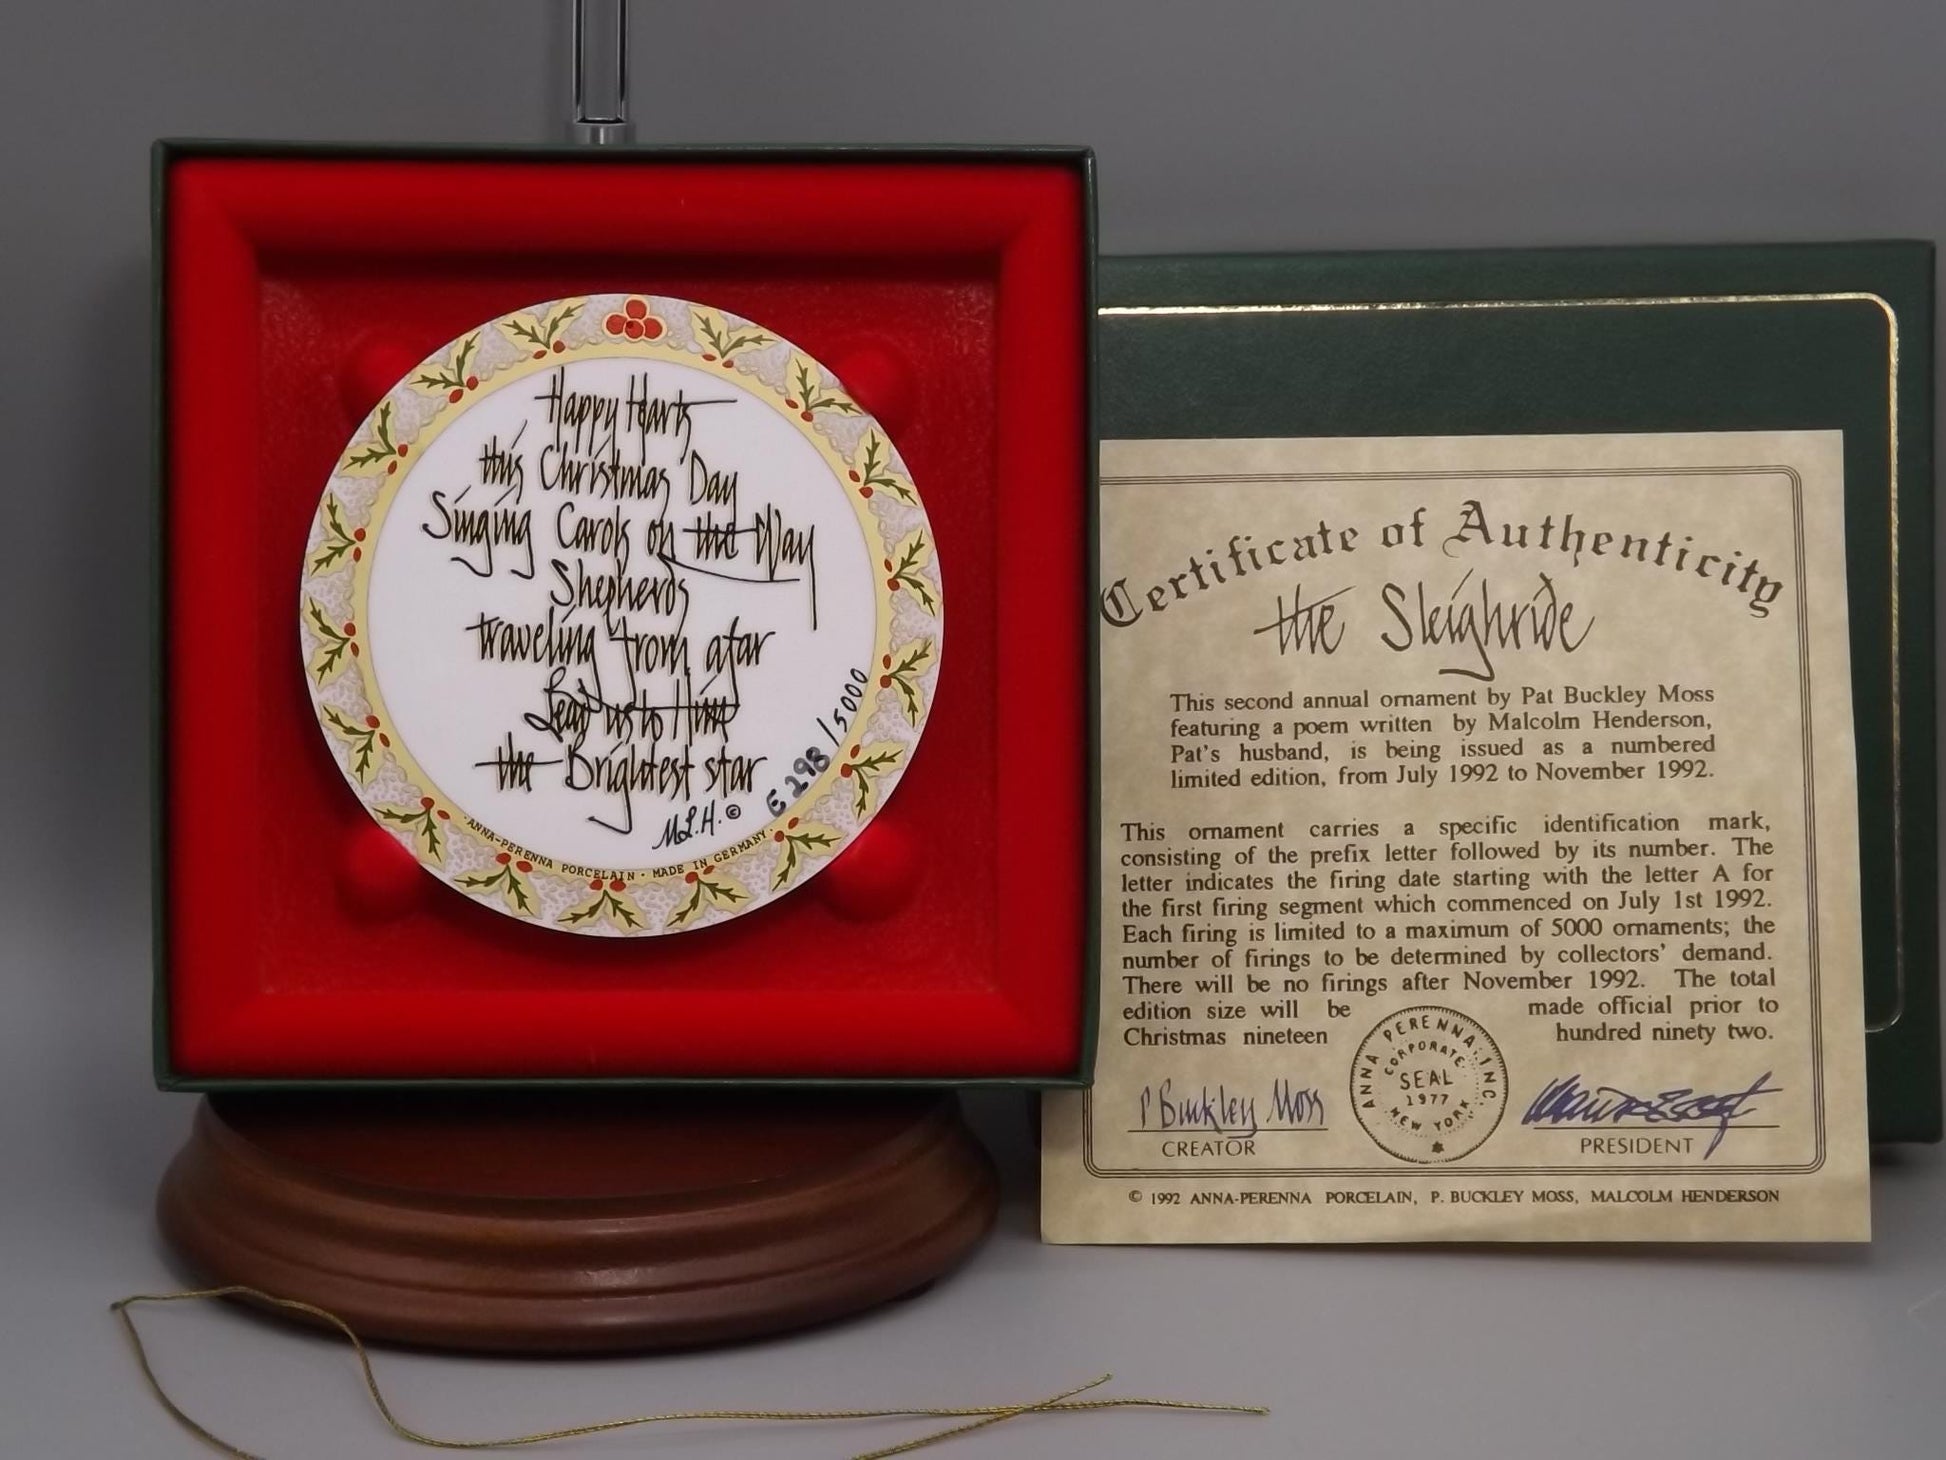 Happy Hearts
this Christmas Day
Singing Carols on the Way
Shepherds
traveling from afar
Lead us to Him
the Brightest star
M.L.H. ©
E 298/5000
·ANNA-PERENNA PORCELAIN · MADE IN GERMANY·
Certificate of Authenticity
the Sleighride
This second annual ornament by Pat Buckley Moss
featuring a poem written by Malcolm Henderson,
Pat's husband, is being issued as a numbered
limited edition, from July 1992 to November 1992.
This ornament carries a specific identification mark,
consisting of the prefix letter followed by its number. The
letter indicates the firing date starting with the letter A for
the first firing segment which commenced on July 1st 1992.
Each firing is limited to a maximum of 5000 ornaments; the
number of firings to be determined by collectors' demand.
There will be no firings after November 1992. The total
edition size will be made official prior to
Christmas nineteen hundred ninety two.
ANNA PERENNA, INC.
CORPORATE
SEAL
1977
NEW YORK
P Buckley Moss
CREATOR
PRESIDENT
© 1992 ANNA-PERENNA PORCELAIN, P. BUCKLEY MOSS, MALCOLM HENDERSON